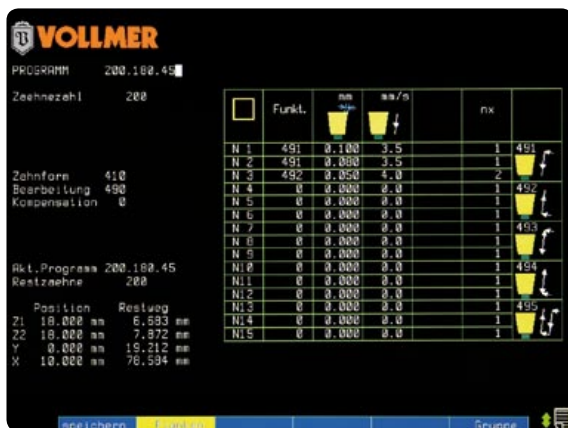 VOLLMER
PROGRAMM 200.180.45
Zaehnezahl 200
Zahnform 410
Bearbeitung 490
Kompensation 0
Akt.Programm 200.180.45
Restzaehne 200
Position Restweg
Z1 18.000 mm 6.583 mm
Z2 18.000 mm 7.872 mm
Y 0.000 mm 19.212 mm
X 10.000 mm 78.584 mm
Funkt. mm mm/s nx
N 1 491 0.100 3.5 1 491
N 2 491 0.080 3.5 1
N 3 492 0.050 4.0 2
N 4 0 0.000 0.0 1 492
N 5 0 0.000 0.0 1
N 6 0 0.000 0.0 1
N 7 0 0.000 0.0 1 493
N 8 0 0.000 0.0 1
N 9 0 0.000 0.0 1
N10 0 0.000 0.0 1 494
N11 0 0.000 0.0 1
N12 0 0.000 0.0 1
N13 0 0.000 0.0 1 495
N14 0 0.000 0.0 1
N15 0 0.000 0.0 1
speichern Gruppe